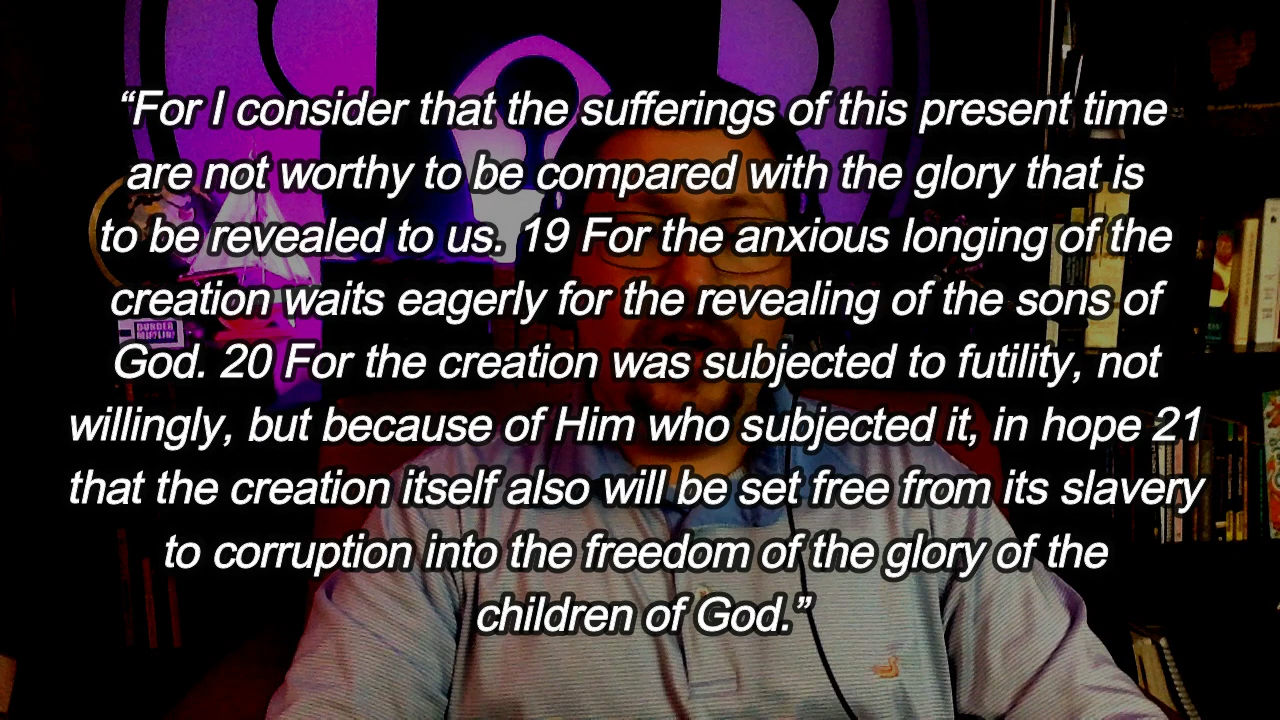 “For I consider that the sufferings of this present time
are not worthy to be compared with the glory that is
to be revealed to us. 19 For the anxious longing of the
creation waits eagerly for the revealing of the sons of
God. 20 For the creation was subjected to futility, not
willingly, but because of Him who subjected it, in hope 21
that the creation itself also will be set free from its slavery
to corruption into the freedom of the glory of the
children of God.”
DUNDER
MIFFLIN